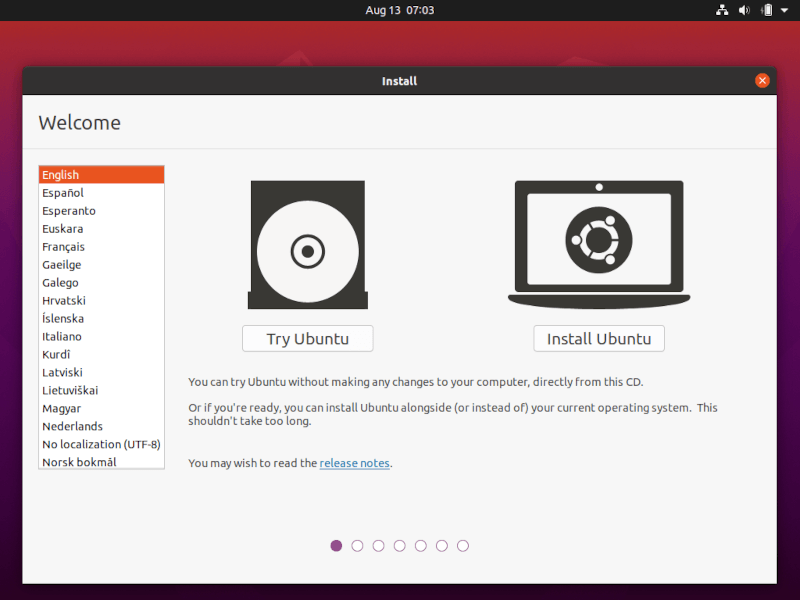 Aug 13  07:03
Install
Welcome
English
Español
Esperanto
Euskara
Français
Gaeilge
Galego
Hrvatski
Íslenska
Italiano
Kurdî
Latviski
Lietuviškai
Magyar
Nederlands
No localization (UTF-8)
Norsk bokmål
Try Ubuntu
Install Ubuntu
You can try Ubuntu without making any changes to your computer, directly from this CD.
Or if you're ready, you can install Ubuntu alongside (or instead of) your current operating system.  This
shouldn't take too long.
You may wish to read the release notes.